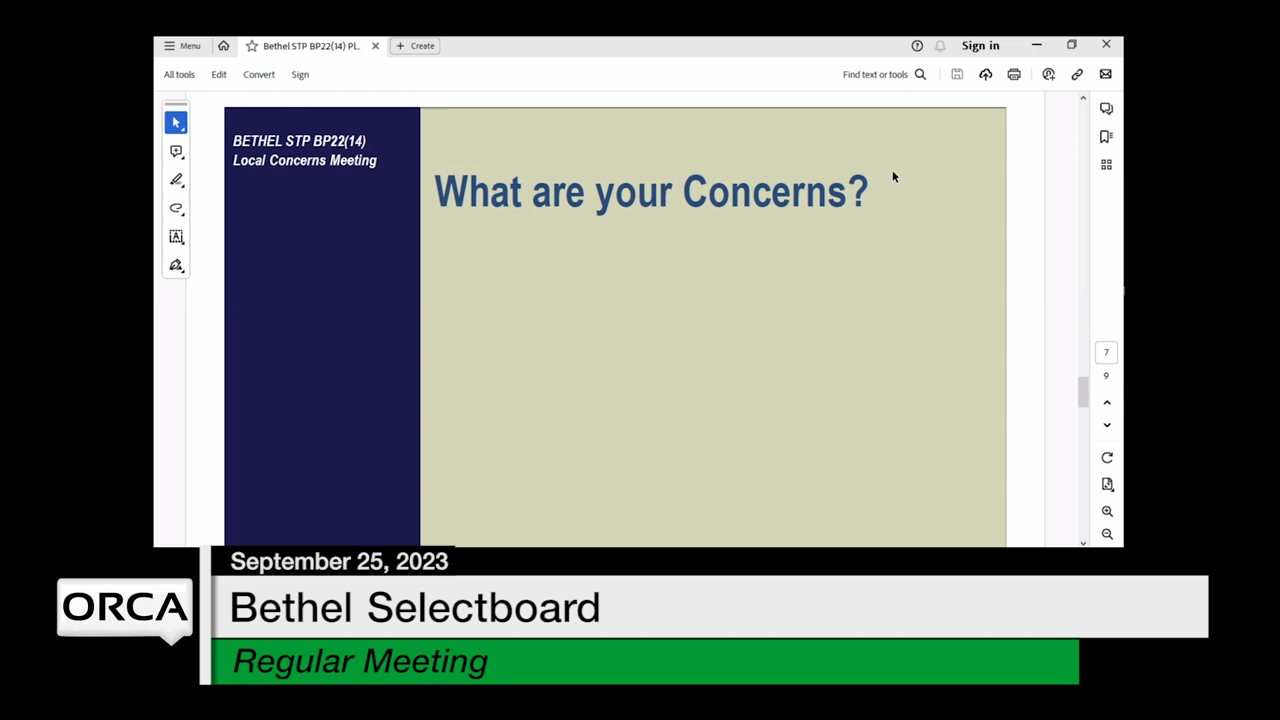 Menu
Bethel STP BP22(14) Pl...
Create
Sign in
All tools
Edit
Convert
Sign
Find text or tools
BETHEL STP BP22(14)
Local Concerns Meeting
What are your Concerns?
7
9
September 25, 2023
ORCA
Bethel Selectboard
Regular Meeting